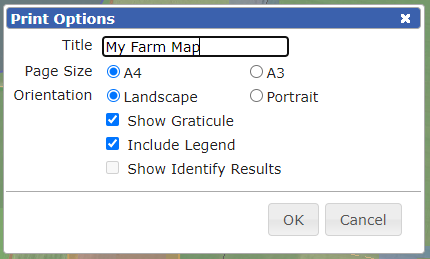 Print Options
Title My Farm Map
Page Size A4 A3
Orientation Landscape Portrait
Show Graticule
Include Legend
Show Identify Results
OK Cancel